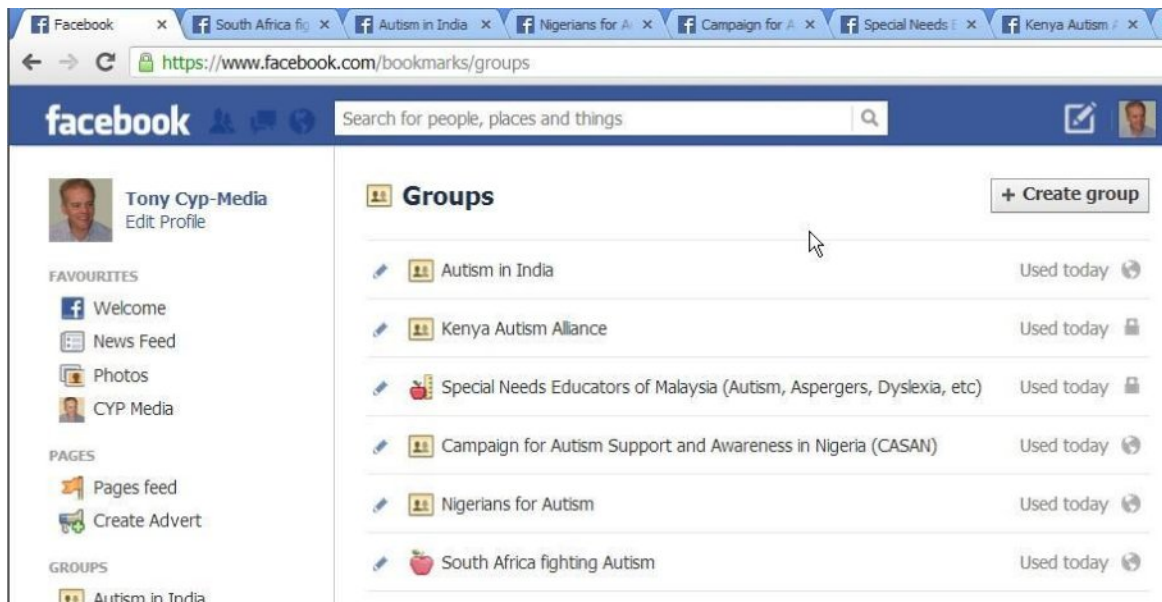 Facebook
South Africa fig
Autism in India
Nigerians for A
Campaign for A
Special Needs E
Kenya Autism A
https://www.facebook.com/bookmarks/groups
facebook
Search for people, places and things
Tony Cyp-Media
Edit Profile
FAVOURITES
Welcome
News Feed
Photos
CYP Media
PAGES
Pages feed
Create Advert
GROUPS
Autism in India
Groups
+ Create group
Autism in India Used today
Kenya Autism Alliance Used today
Special Needs Educators of Malaysia (Autism, Aspergers, Dyslexia, etc) Used today
Campaign for Autism Support and Awareness in Nigeria (CASAN) Used today
Nigerians for Autism Used today
South Africa fighting Autism Used today